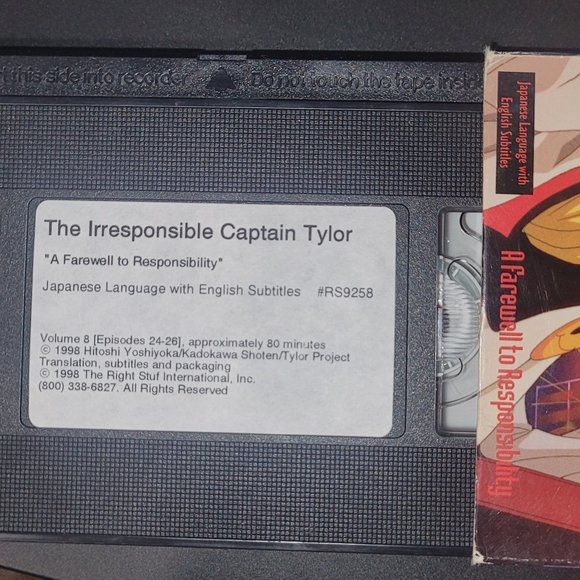 rt this side into recorder Do not touch the tape inside
The Irresponsible Captain Tylor
"A Farewell to Responsibility"
Japanese Language with English Subtitles #RS9258
Volume 8 [Episodes 24-26], approximately 80 minutes
© 1998 Hitoshi Yoshiyoka/Kadokawa Shoten/Tylor Project
Translation, subtitles and packaging
© 1998 The Right Stuf International, Inc.
(800) 338-6827. All Rights Reserved
Japanese Language with
English Subtitles
A Farewell to Responsibility